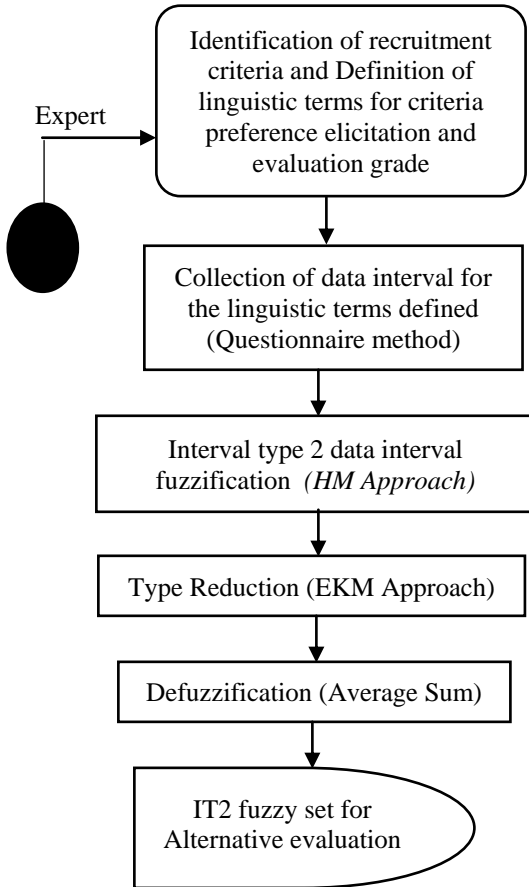 Identification of recruitment
criteria and Definition of
linguistic terms for criteria
preference elicitation and
evaluation grade
Expert
Collection of data interval for
the linguistic terms defined
(Questionnaire method)
Interval type 2 data interval
fuzzification (HM Approach)
Type Reduction (EKM Approach)
Defuzzification (Average Sum)
IT2 fuzzy set for
Alternative evaluation